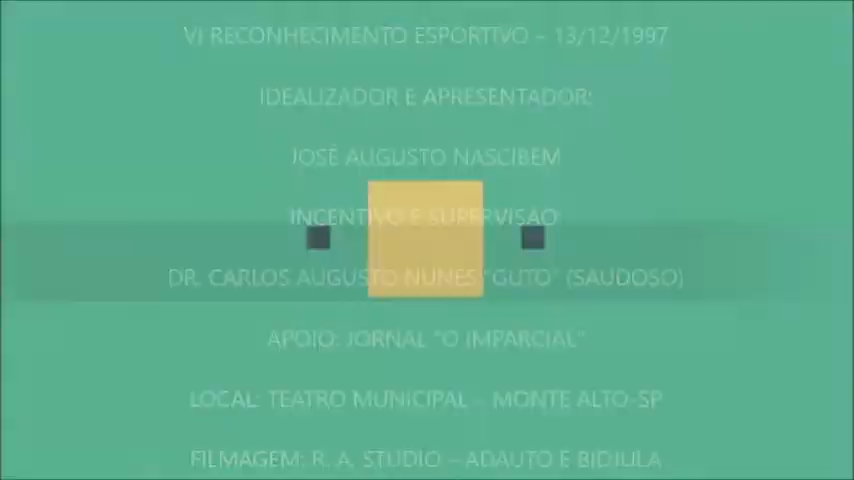 VI RECONHECIMENTO ESPORTIVO – 13/12/1997
IDEALIZADOR E APRESENTADOR:
JOSÉ AUGUSTO NASCIBEM
INCENTIVO E SUPERVISÃO
DR. CARLOS AUGUSTO NUNES "GUTO" (SAUDOSO)
APOIO: JORNAL "O IMPARCIAL"
LOCAL: TEATRO MUNICIPAL – MONTE ALTO-SP
FILMAGEM: R. A. STUDIO – ADAUTO E BIDJULA